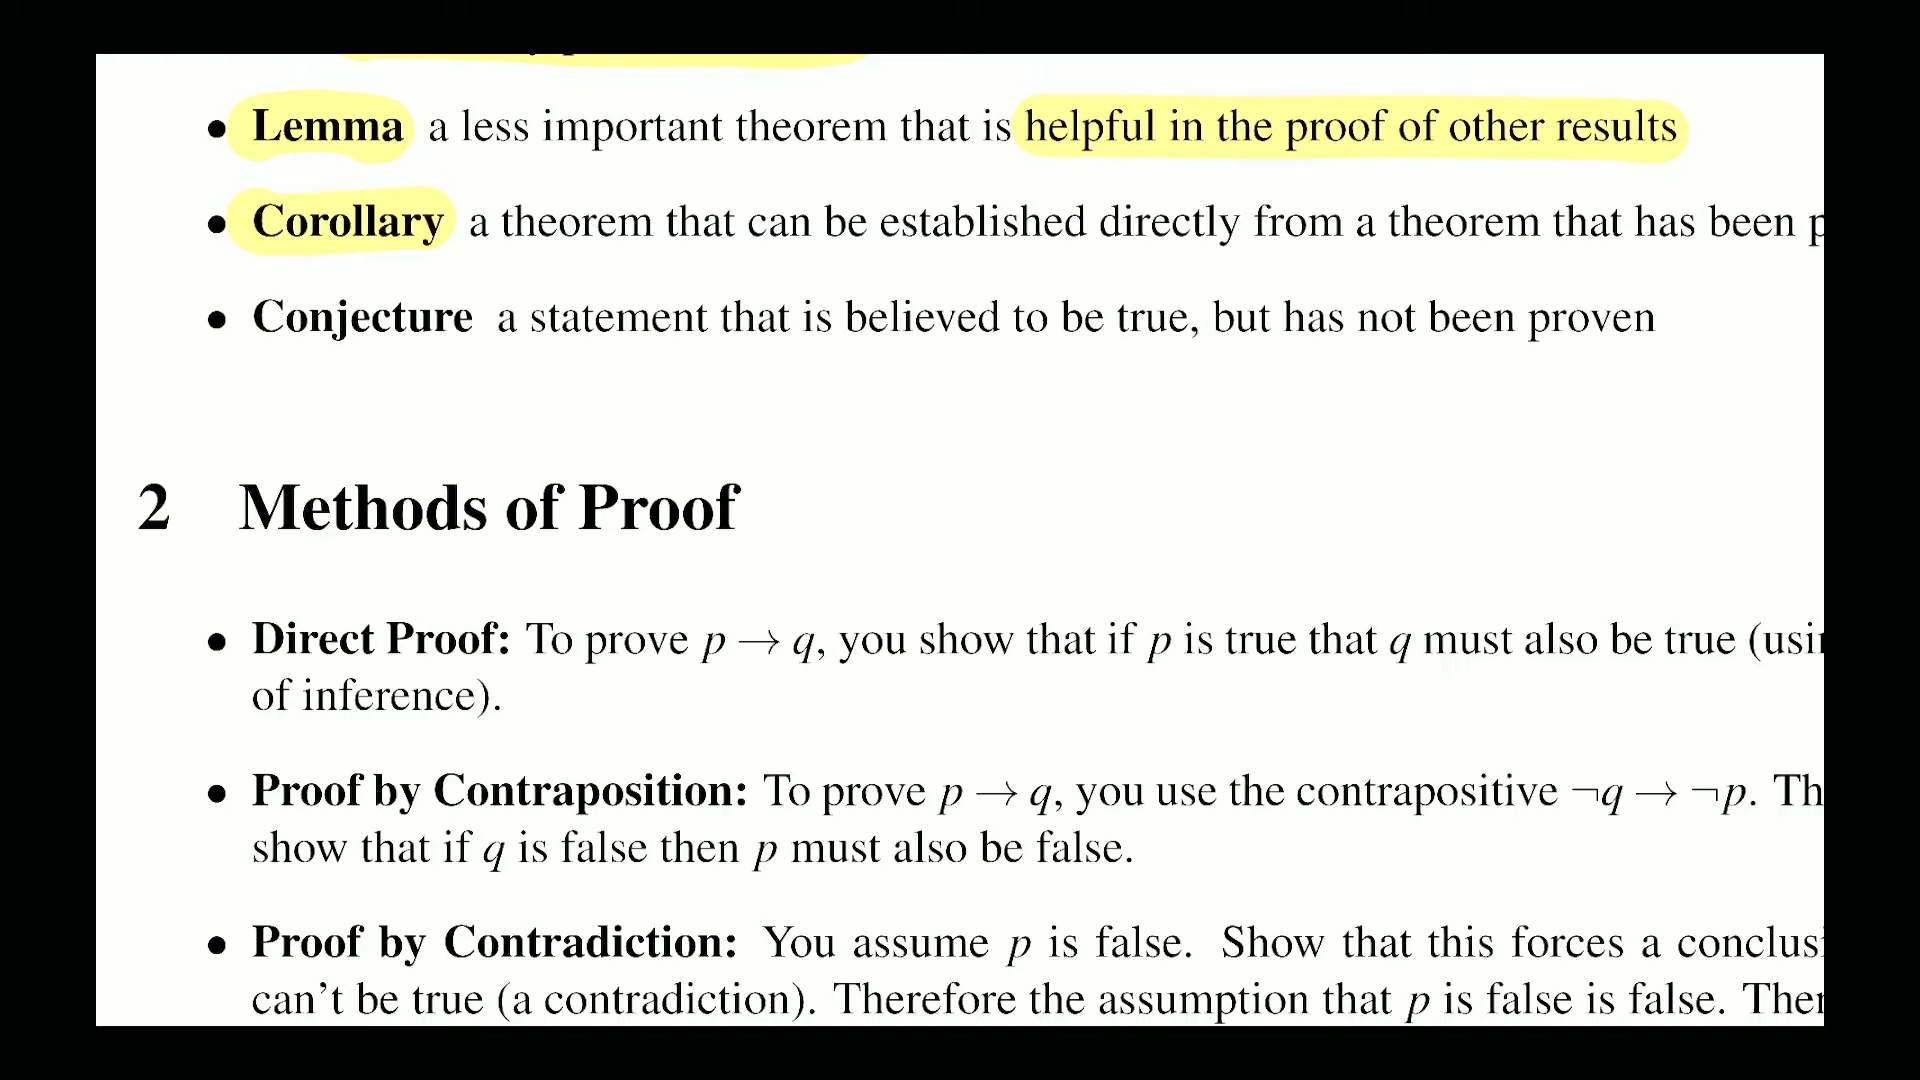 • Lemma a less important theorem that is helpful in the proof of other results
• Corollary a theorem that can be established directly from a theorem that has been
• Conjecture a statement that is believed to be true, but has not been proven
2 Methods of Proof
• Direct Proof: To prove p → q, you show that if p is true that q must also be true
of inference).
• Proof by Contraposition: To prove p → q, you use the contrapositive ¬q → ¬p.
show that if q is false then p must also be false.
• Proof by Contradiction: You assume p is false. Show that this forces a
can't be true (a contradiction). Therefore the assumption that p is false is false.